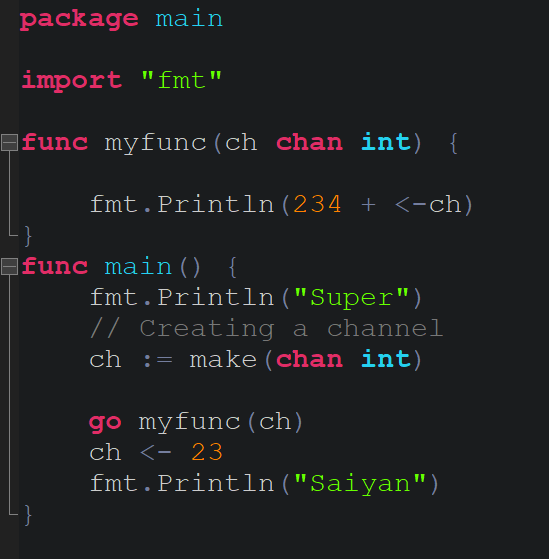 package main
import "fmt"
func myfunc(ch chan int) {
fmt.Println(234 + <-ch)
}
func main() {
fmt.Println("Super")
// Creating a channel
ch := make(chan int)
go myfunc(ch)
ch <- 23
fmt.Println("Saiyan")
}